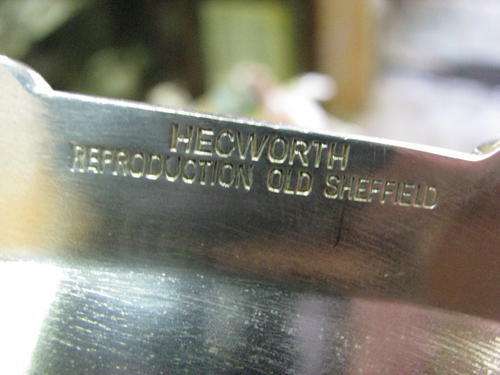 HECWORTH
REPRODUCTION OLD SHEFFIELD